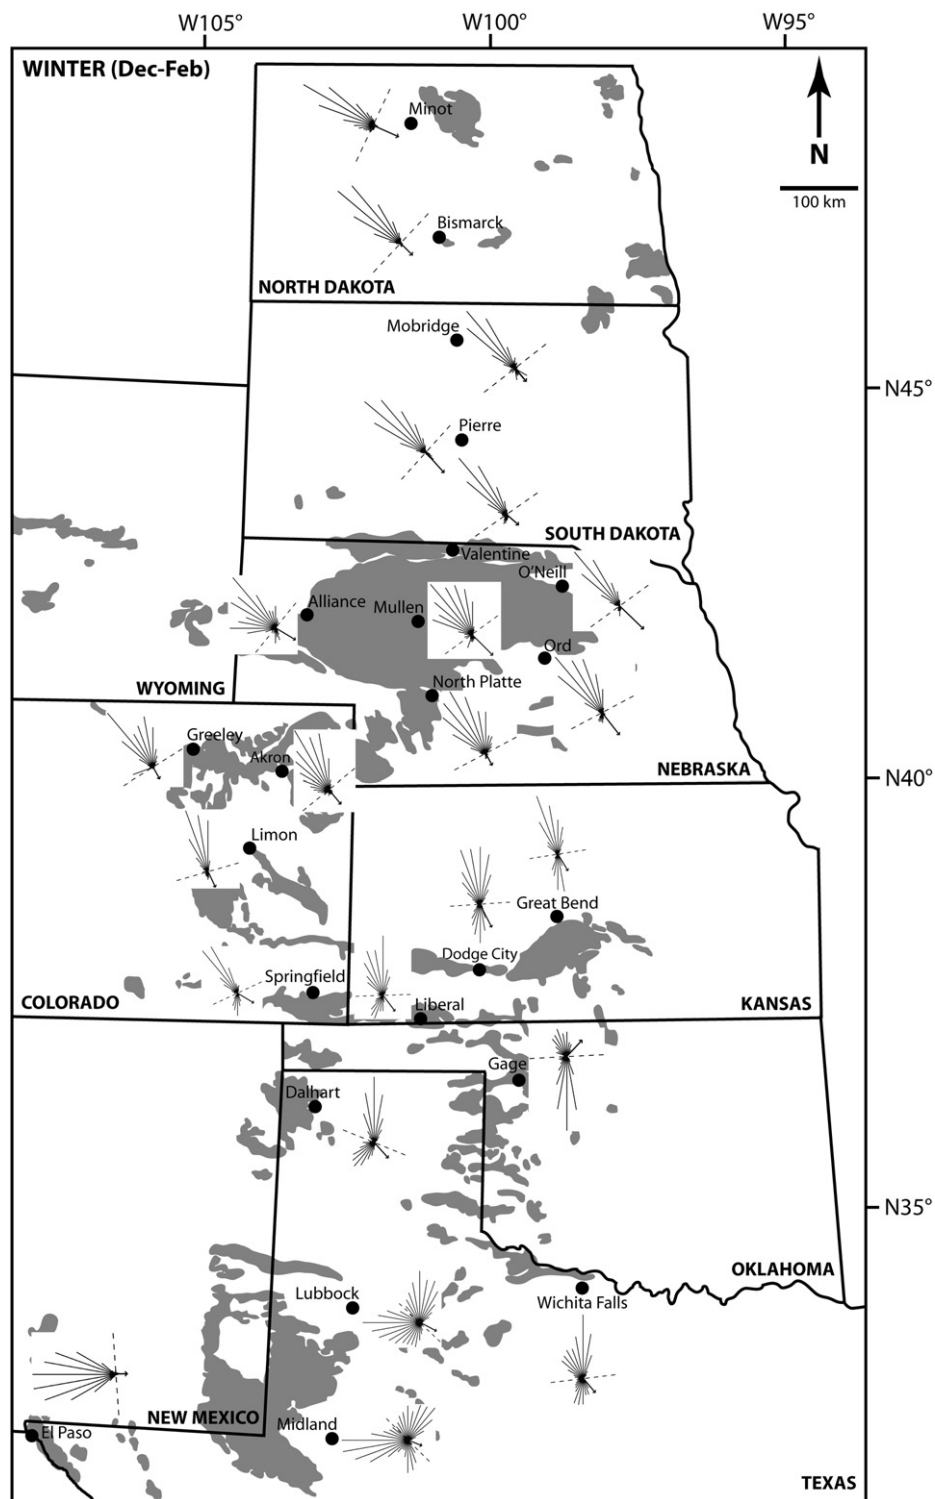 W105°
W100°
W95°
WINTER (Dec-Feb)
Minot
N
100 km
Bismarck
NORTH DAKOTA
Mobridge
N45°
Pierre
SOUTH DAKOTA
Valentine
O'Neill
Alliance
Mullen
Ord
North Platte
WYOMING
Greeley
Akron
NEBRASKA
N40°
Limon
Great Bend
Dodge City
Springfield
Liberal
COLORADO
KANSAS
Gage
Dalhart
N35°
OKLAHOMA
Lubbock
Wichita Falls
NEW MEXICO
Midland
El Paso
TEXAS